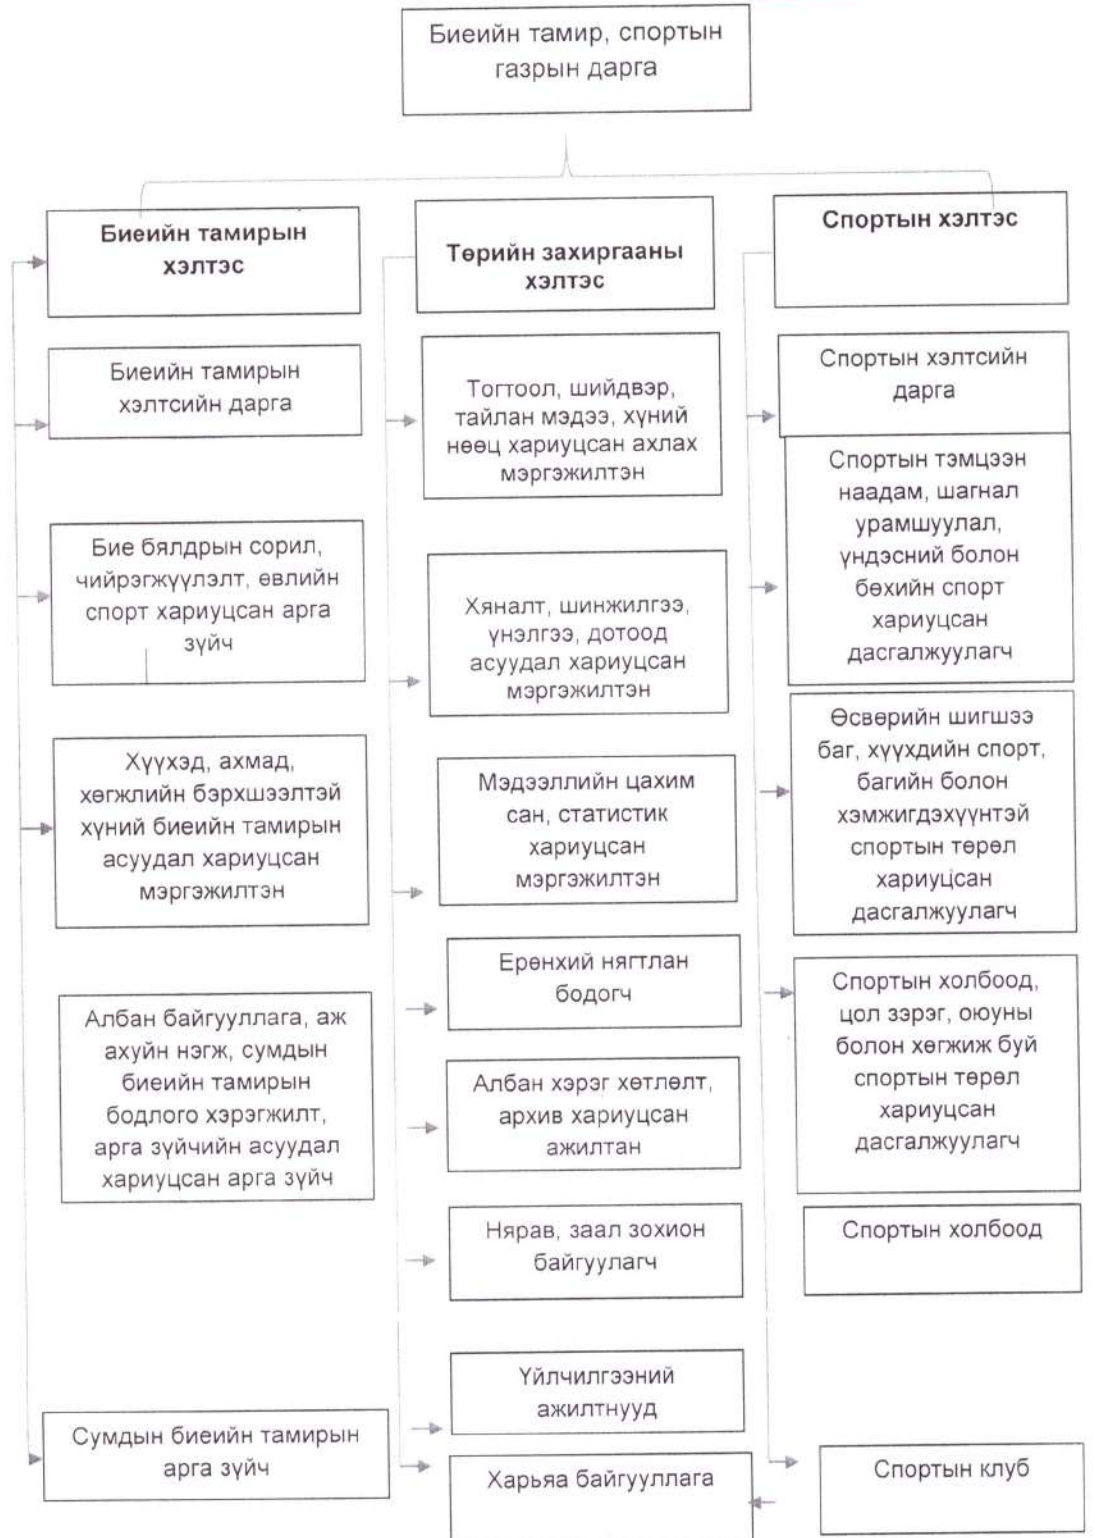 Биеийн тамир, спортын
газрын дарга
Биеийн тамирын
хэлтэс
Биеийн тамирын
хэлтсийн дарга
Бие бялдрын сорил,
чийрэгжүүлэлт, өвлийн
спорт хариуцсан арга
зүйч
Хүүхэд, ахмад,
хөгжлийн бэрхшээлтэй
хүний биеийн тамирын
асуудал хариуцсан
мэргэжилтэн
Албан байгууллага, аж
ахуйн нэгж, сумдын
биеийн тамирын
бодлого хэрэгжилт,
арга зүйчийн асуудал
хариуцсан арга зүйч
Сумдын биеийн тамирын
арга зүйч
Төрийн захиргааны
хэлтэс
Тогтоол, шийдвэр,
тайлан мэдээ, хүний
нөөц хариуцсан ахлах
мэргэжилтэн
Хяналт, шинжилгээ,
үнэлгээ, дотоод
асуудал хариуцсан
мэргэжилтэн
Мэдээллийн цахим
сан, статистик
хариуцсан
мэргэжилтэн
Ерөнхий нягтлан
бодогч
Албан хэрэг хөтлөлт,
архив хариуцсан
ажилтан
Нярав, заал зохион
байгуулагч
Үйлчилгээний
ажилтнууд
Харьяа байгууллага
Спортын хэлтэс
Спортын хэлтсийн
дарга
Спортын тэмцээн
наадам, шагнал
урамшуулал,
үндэсний болон
бөхийн спорт
хариуцсан
дасгалжуулагч
Өсвөрийн шигшээ
баг, хүүхдийн спорт,
багийн болон
хэмжигдэхүүнтэй
спортын төрөл
хариуцсан
дасгалжуулагч
Спортын холбоод,
цол зэрэг, оюуны
болон хөгжиж буй
спортын төрөл
хариуцсан
дасгалжуулагч
Спортын холбоод
Спортын клуб